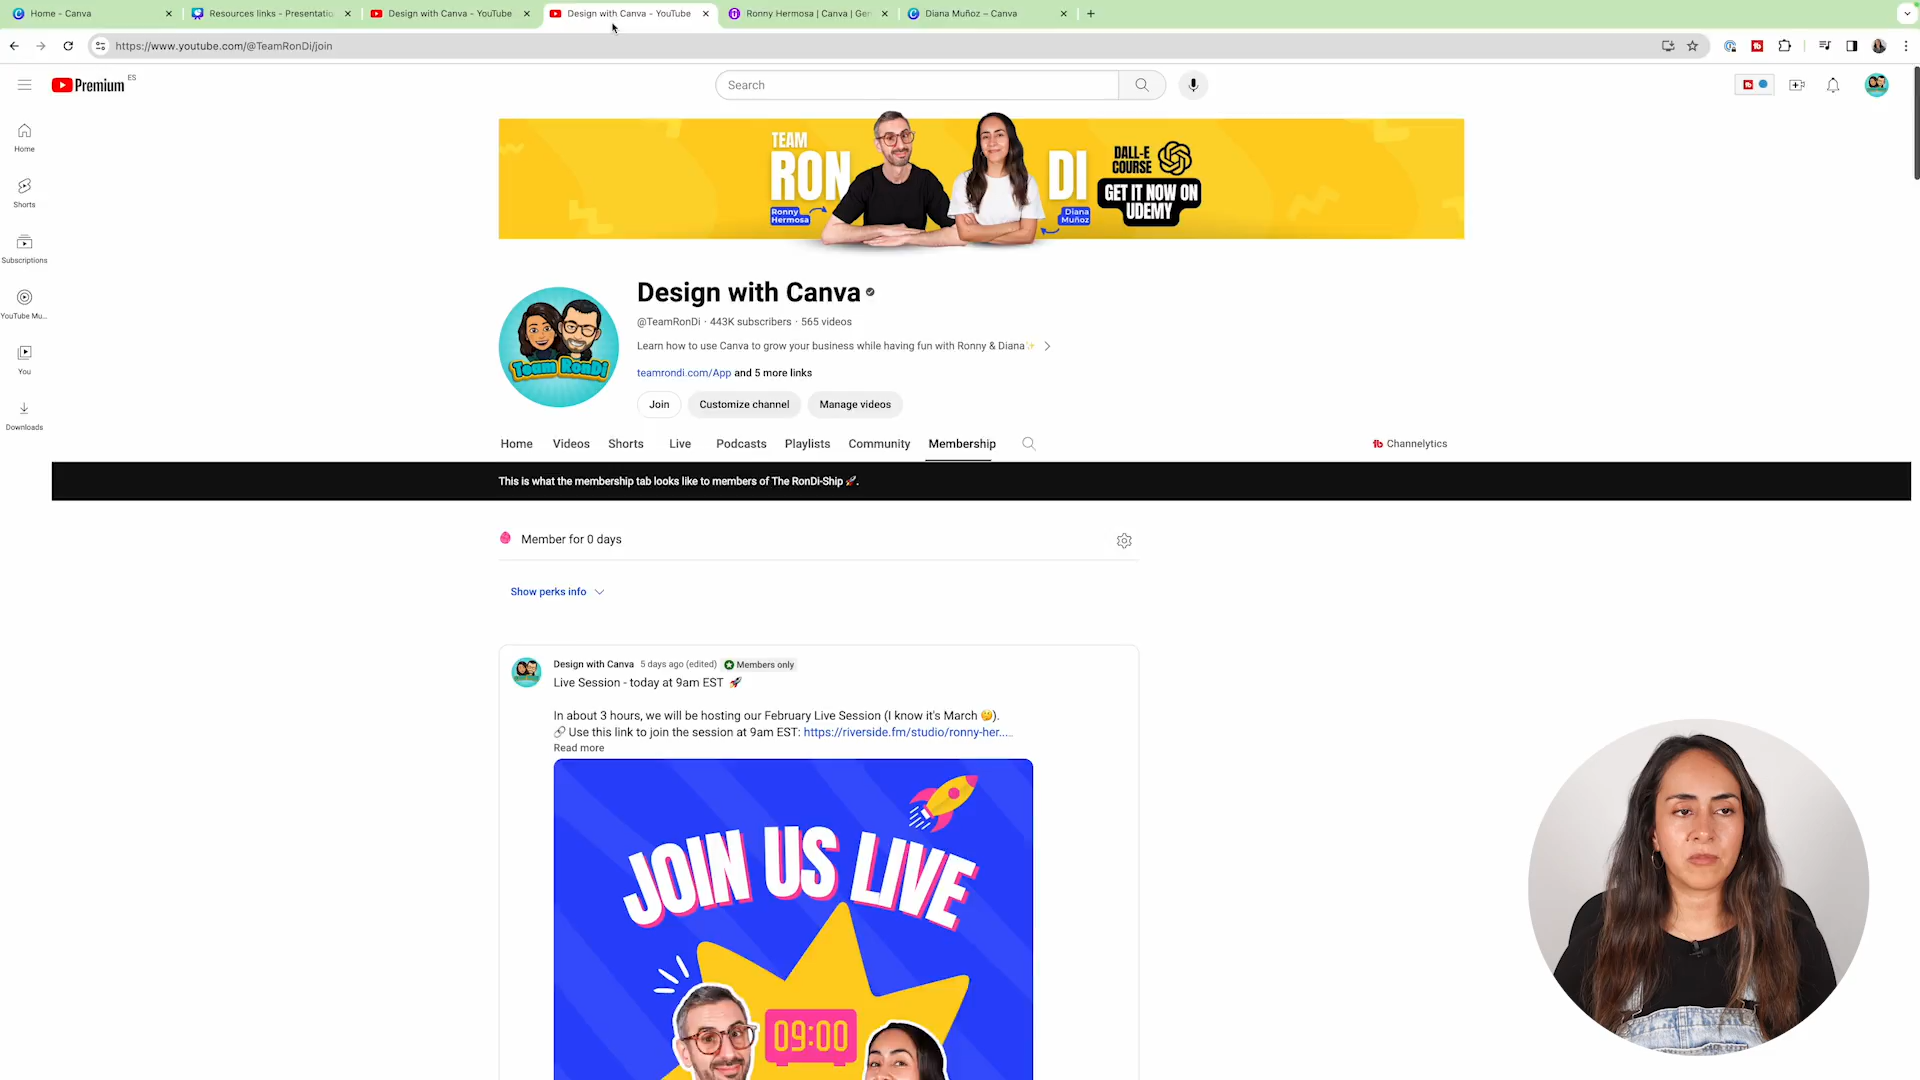 Home - Canva
Resources links - Presentatio
Design with Canva - YouTube
Design with Canva - YouTube
Ronny Hermosa | Canva | Gen
Diana Muñoz – Canva
https://www.youtube.com/@TeamRonDi/join
Premium
ES
Search
Home
Shorts
Subscriptions
YouTube Mu...
You
Downloads
TEAM
RON
DI
Ronny
Hermosa
Diana
Muñoz
DALL-E
COURSE
GET IT NOW ON
UDEMY
Team RonDi
Design with Canva
@TeamRonDi · 443K subscribers · 565 videos
Learn how to use Canva to grow your business while having fun with Ronny & Diana✨
teamrondi.com/App and 5 more links
Join
Customize channel
Manage videos
Home
Videos
Shorts
Live
Podcasts
Playlists
Community
Membership
Channelytics
This is what the membership tab looks like to members of The RonDi-Ship 🚀.
Member for 0 days
Show perks info
Design with Canva 5 days ago (edited) Members only
Live Session - today at 9am EST 🚀
In about 3 hours, we will be hosting our February Live Session (I know it's March 🤔).
🔗 Use this link to join the session at 9am EST: https://riverside.fm/studio/ronny-her...
Read more
JOIN US LIVE
09:00